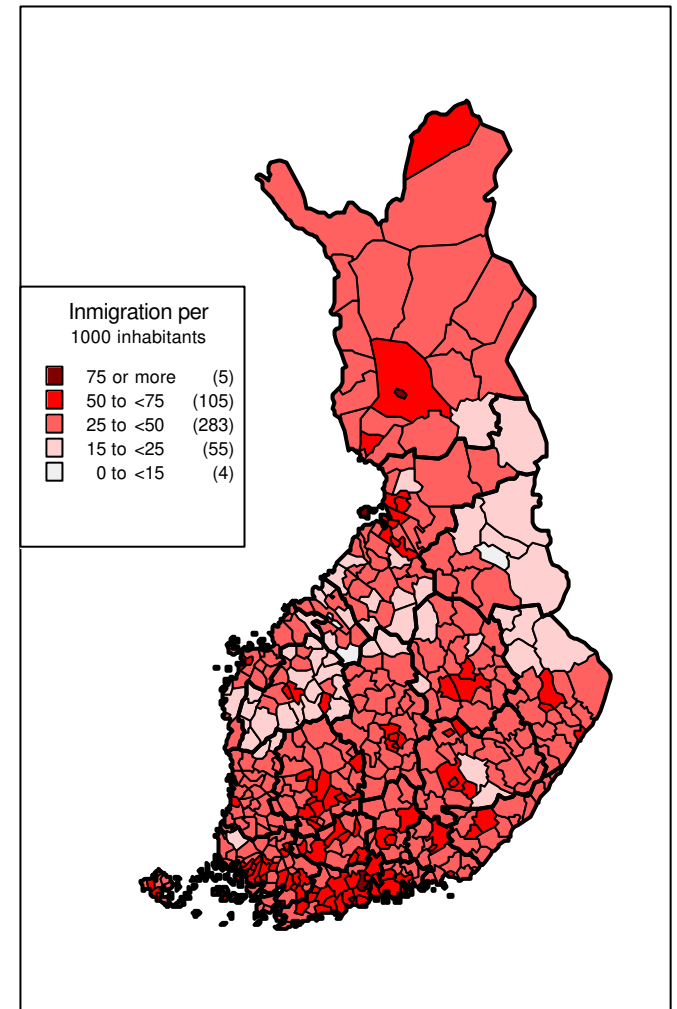 Inmigration per
1000 inhabitants
75 or more (5)
50 to <75 (105)
25 to <50 (283)
15 to <25 (55)
0 to <15 (4)